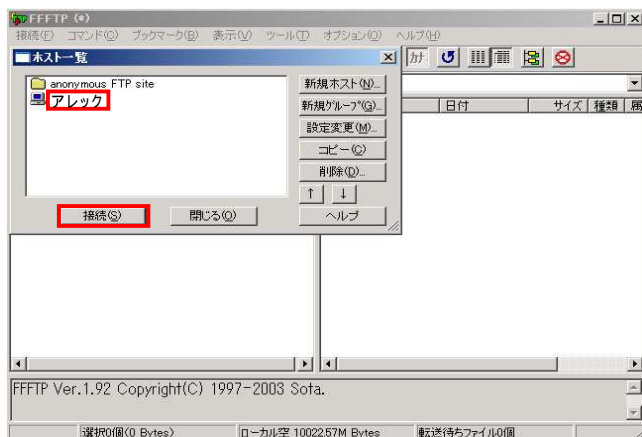 FFFTP (*)
接続(F) コマンド(C) ブックマーク(B) 表示(V) ツール(T) オプション(O) ヘルプ(H)
ホスト一覧
anonymous FTP site
アレック
新規ホスト(N)...
新規グループ(G)...
設定変更(M)...
コピー(C)
削除(D)...
↑ ↓
接続(S) 閉じる(O) ヘルプ
日付 サイズ 種類 属
FFFTP Ver.1.92 Copyright(C) 1997-2003 Sota.
選択0個(0 Bytes) ローカル空 10022.57M Bytes 転送待ちファイル0個